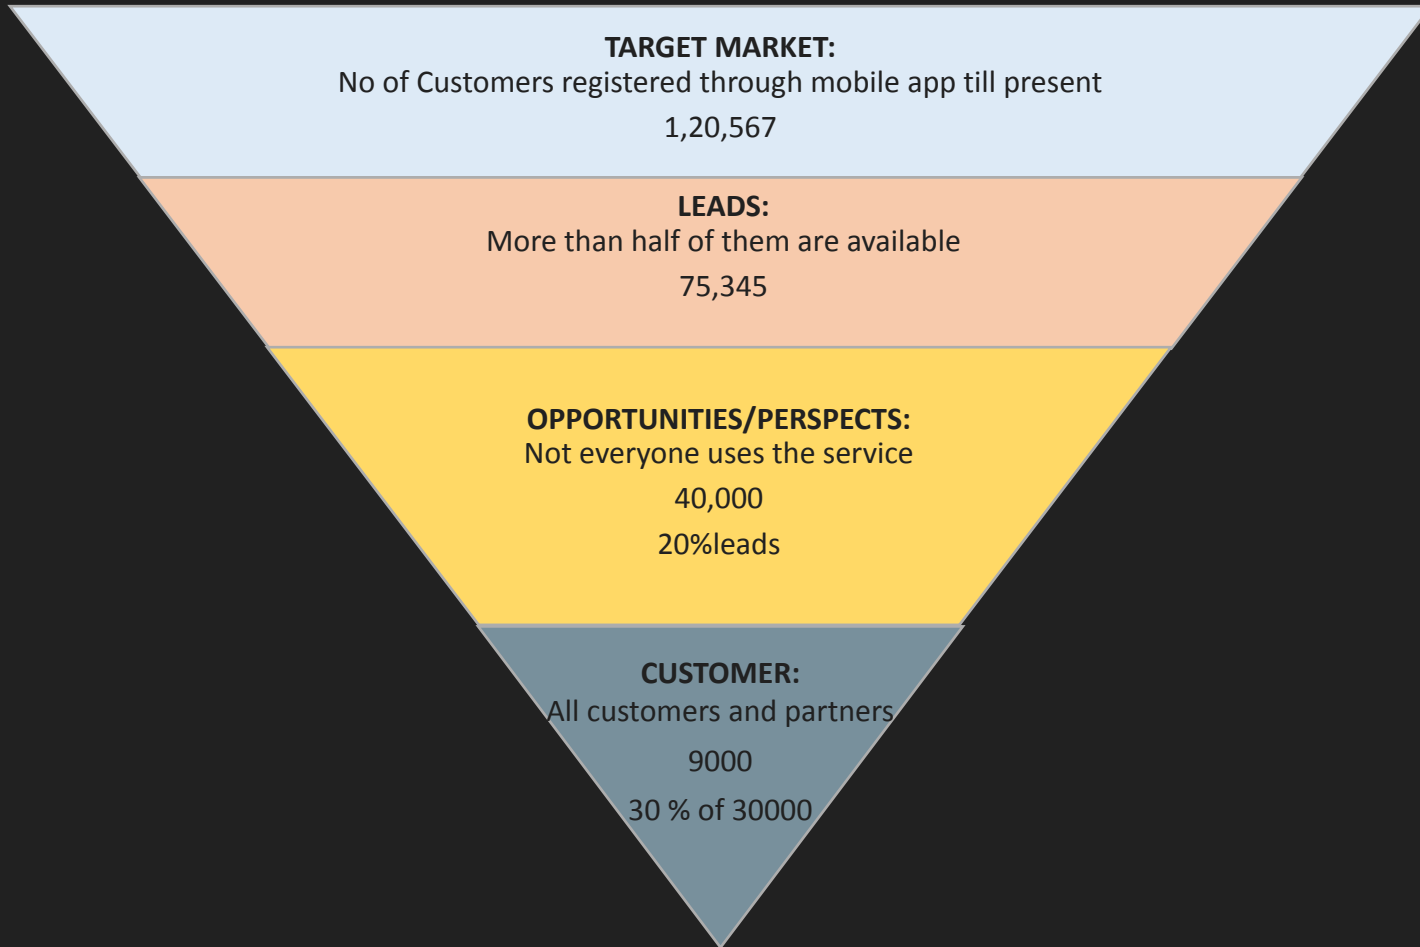 TARGET MARKET:
No of Customers registered through mobile app till present
1,20,567
LEADS:
More than half of them are available
75,345
OPPORTUNITIES/PERSPECTS:
Not everyone uses the service
40,000
20%leads
CUSTOMER:
All customers and partners
9000
30 % of 30000